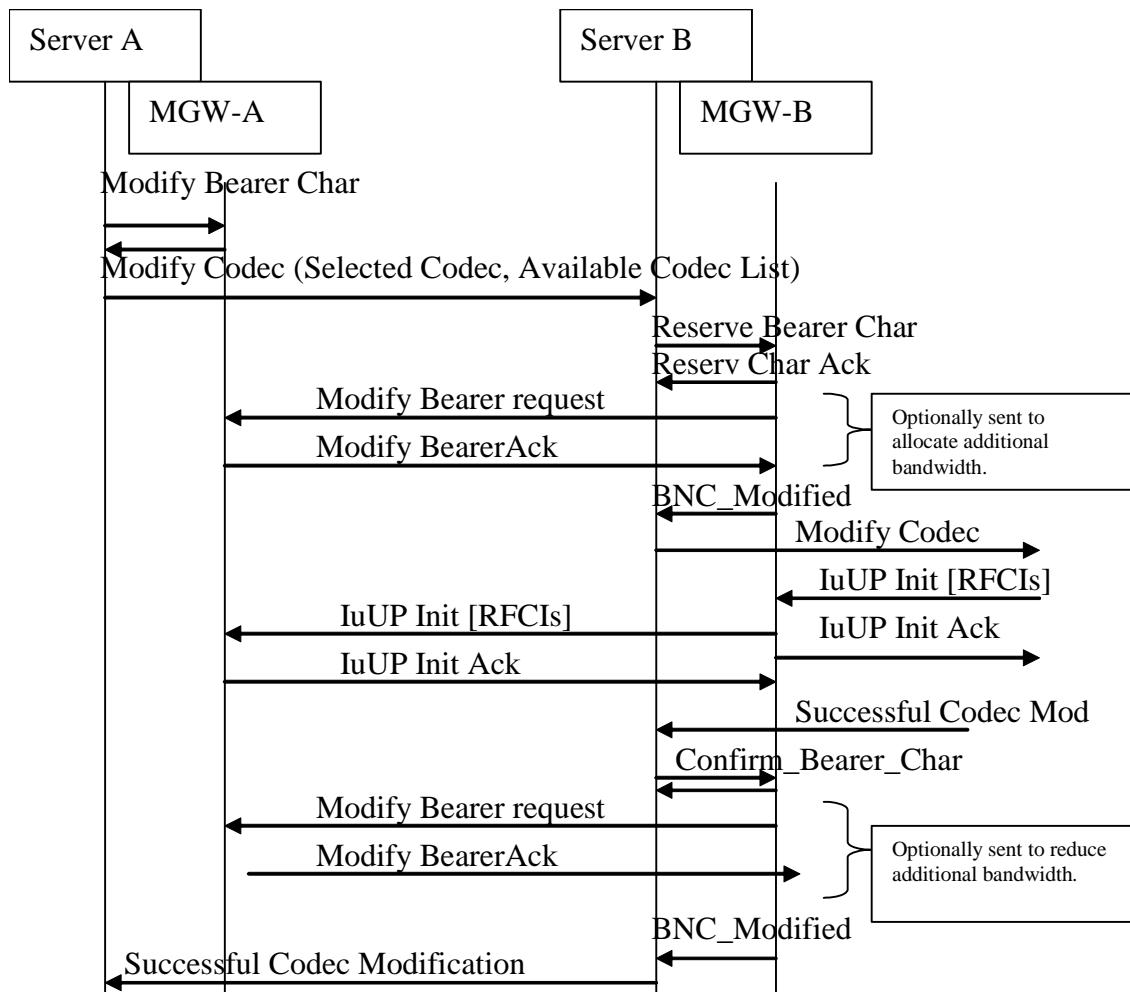 Server A
Server B
MGW-A
MGW-B
Modify Bearer Char
Modify Codec (Selected Codec, Available Codec List)
Reserve Bearer Char
Reserv Char Ack
Modify Bearer request
Optionally sent to
allocate additional
bandwidth.
Modify BearerAck
BNC_Modified
Modify Codec
IuUP Init [RFCIs]
IuUP Init [RFCIs]
IuUP Init Ack
IuUP Init Ack
Successful Codec Mod
Confirm_Bearer_Char
Modify Bearer request
Modify BearerAck
Optionally sent to reduce
additional bandwidth.
BNC_Modified
Successful Codec Modification